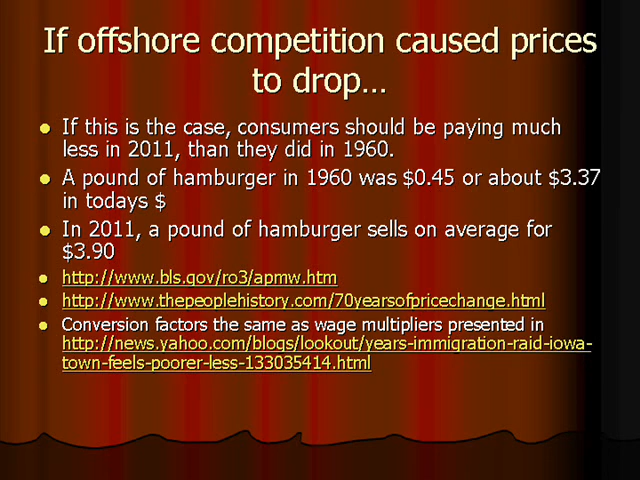 If offshore competition caused prices
to drop…
If this is the case, consumers should be paying much
less in 2011, than they did in 1960.
A pound of hamburger in 1960 was $0.45 or about $3.37
in todays $
In 2011, a pound of hamburger sells on average for
$3.90
http://www.bls.gov/ro3/apmw.htm
http://www.thepeoplehistory.com/70yearsofpricechange.html
Conversion factors the same as wage multipliers presented in
http://news.yahoo.com/blogs/lookout/years-immigration-raid-iowa-
town-feels-poorer-less-133035414.html